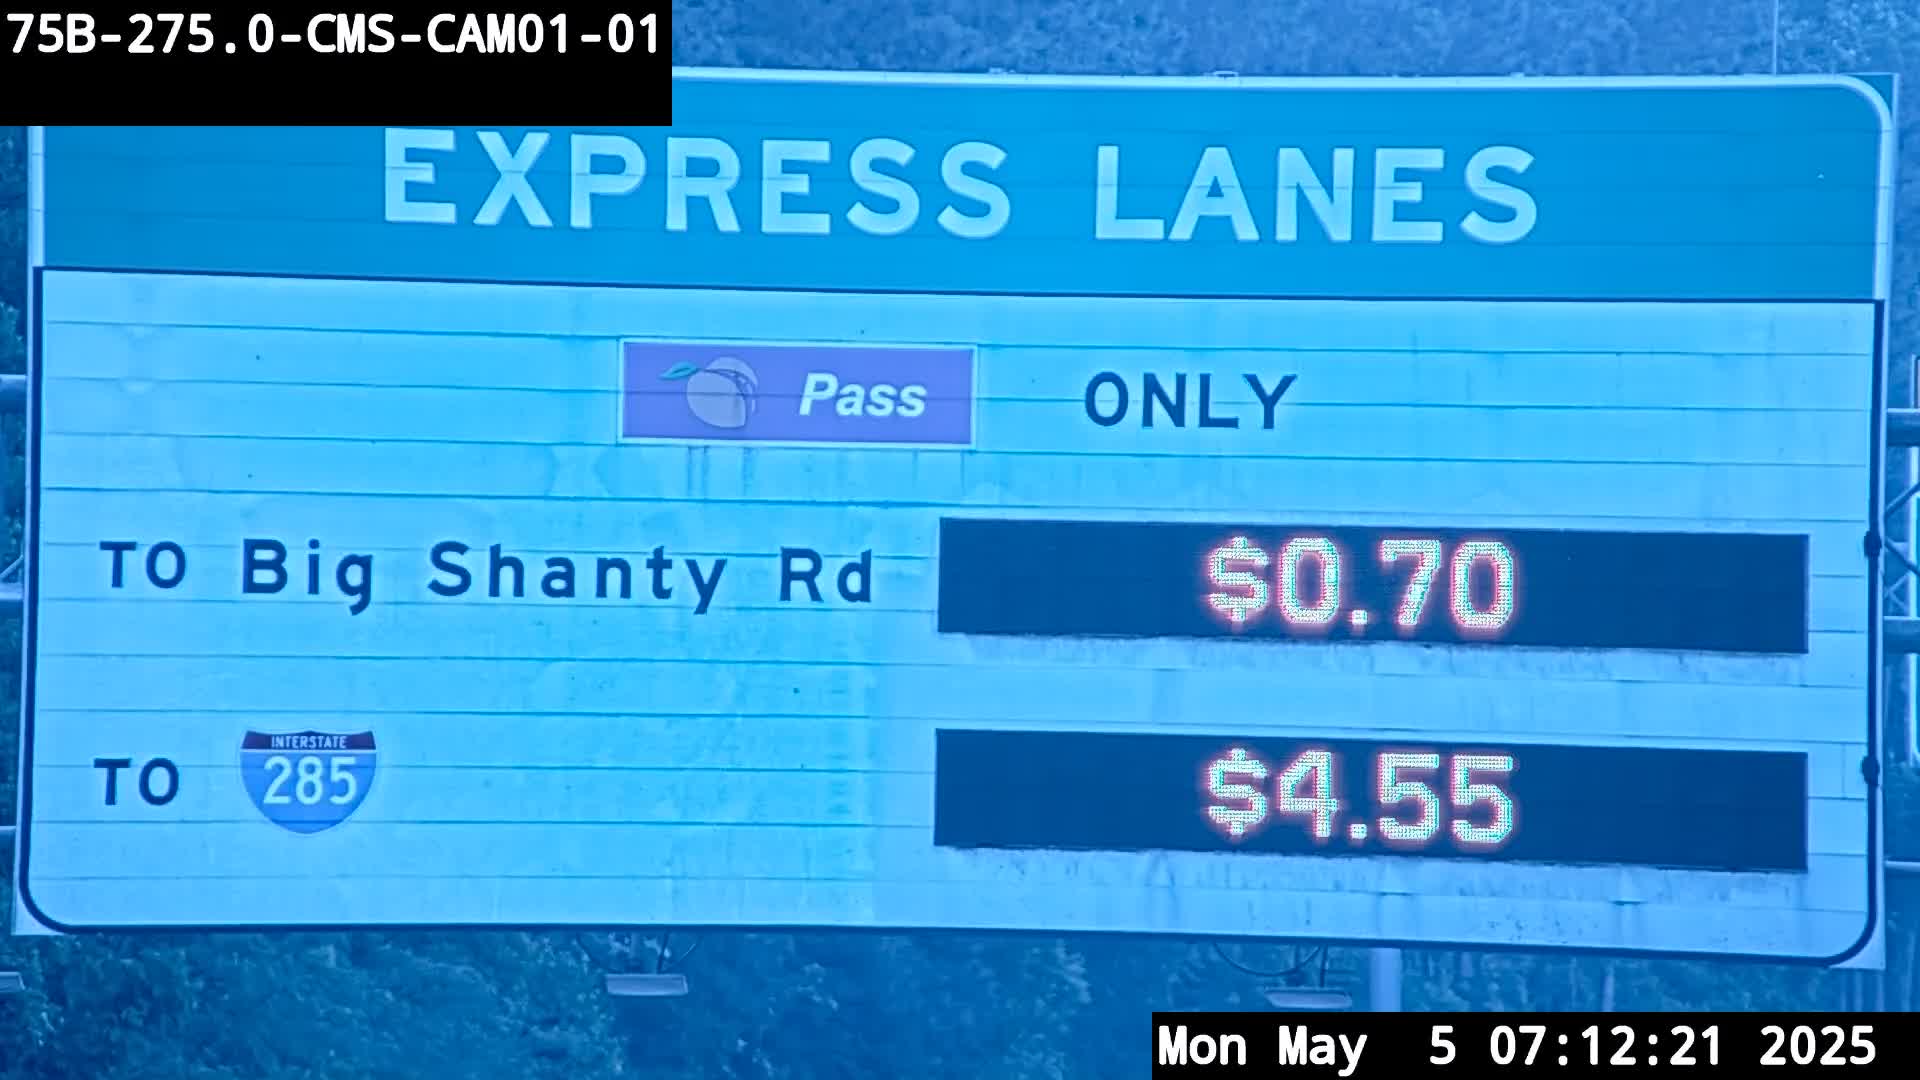 75B-275.0-CMS-CAM01-01
EXPRESS LANES
Pass ONLY
TO Big Shanty Rd $0.70
INTERSTATE
TO 285 $4.55
Mon May 5 07:12:21 2025